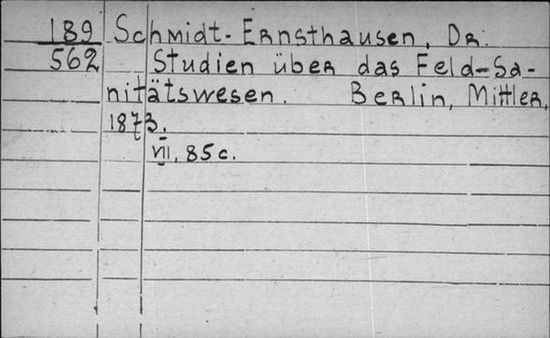 189 Schmidt-Ernsthausen, Dr.
562 Studien über das Feld-Sa-
nitätswesen. Berlin, Mittler,
1873.
VII, 85 c.